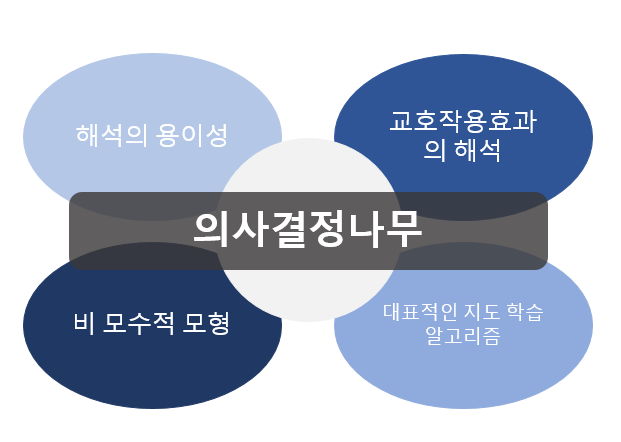 해석의 용이성
교호작용효과
의 해석
의사결정나무
비 모수적 모형
대표적인 지도 학습
알고리즘